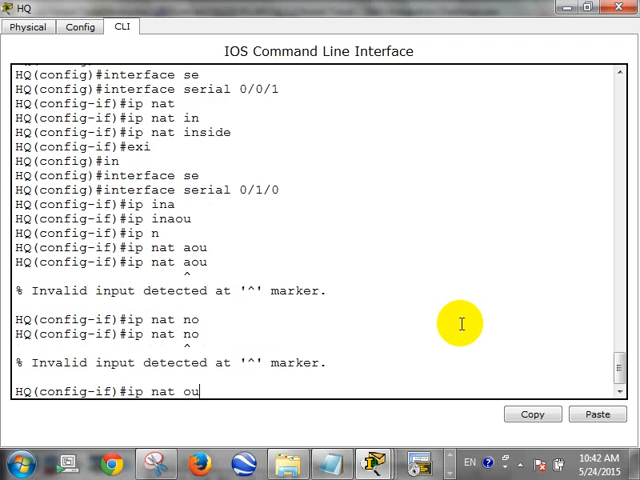 HQ
Physical Config CLI
IOS Command Line Interface
HQ(config)#interface se
HQ(config)#interface serial 0/0/1
HQ(config-if)#ip nat
HQ(config-if)#ip nat in
HQ(config-if)#ip nat inside
HQ(config-if)#exi
HQ(config)#in
HQ(config)#interface se
HQ(config)#interface serial 0/1/0
HQ(config-if)#ip ina
HQ(config-if)#ip inaou
HQ(config-if)#ip n
HQ(config-if)#ip nat aou
HQ(config-if)#ip nat aou
^
% Invalid input detected at '^' marker.
HQ(config-if)#ip nat no
HQ(config-if)#ip nat no
^
% Invalid input detected at '^' marker.
HQ(config-if)#ip nat ou
Copy Paste
EN
10:42 AM
5/24/2015